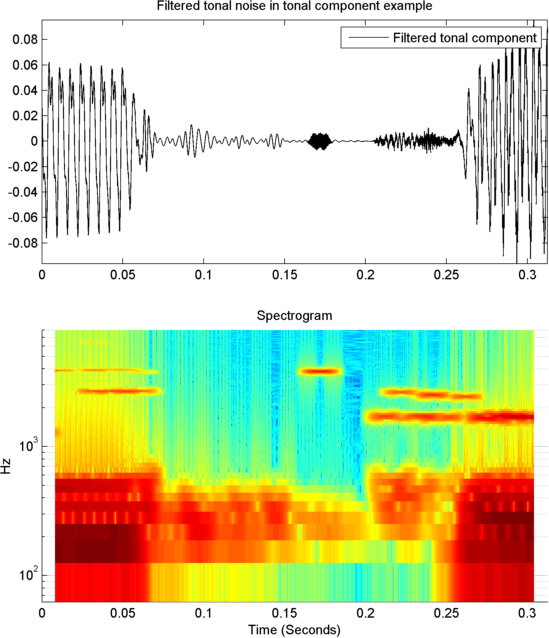 Filtered tonal noise in tonal component example
Filtered tonal component
0.08
0.06
0.04
0.02
0
-0.02
-0.04
-0.06
-0.08
0 0.05 0.1 0.15 0.2 0.25 0.3
Spectrogram
Hz
10³
10²
0 0.05 0.1 0.15 0.2 0.25 0.3
Time (Seconds)